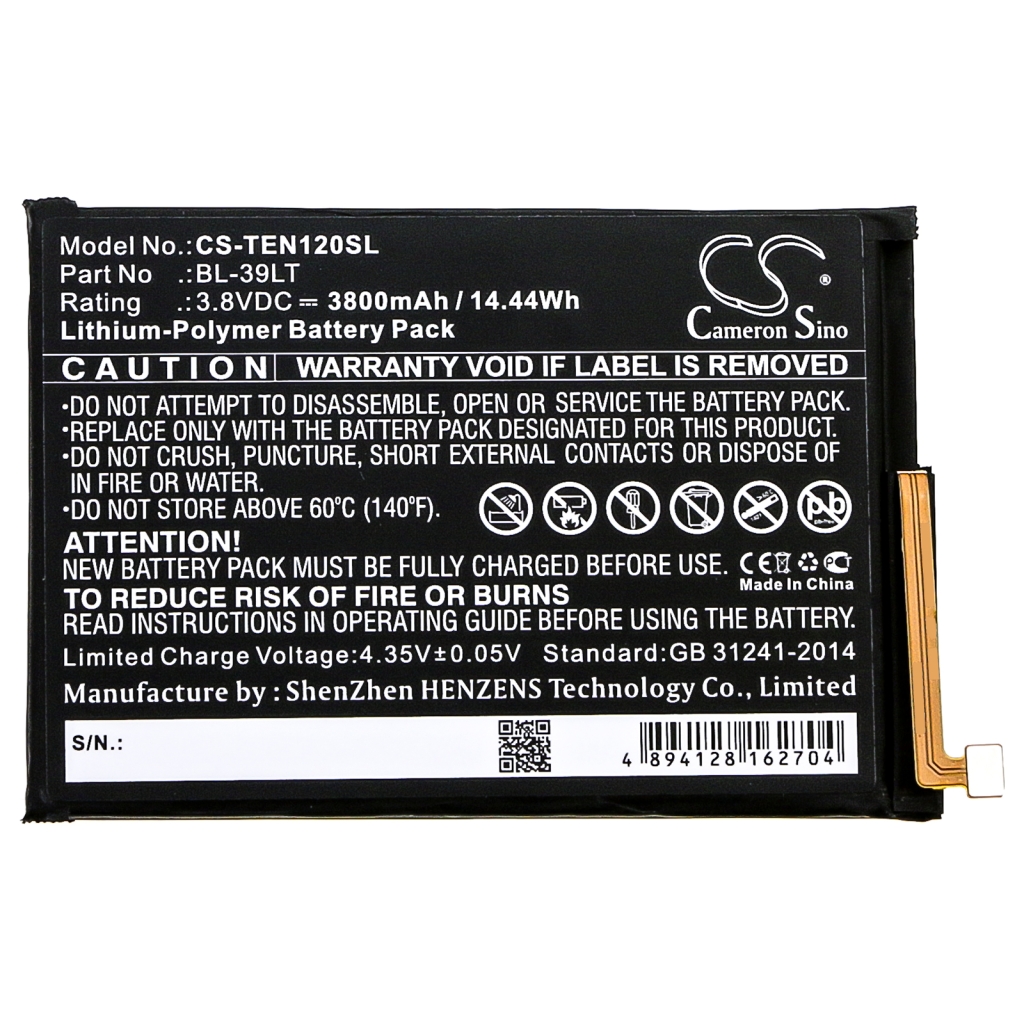 Model No.:CS-TEN120SL
Part No .:BL-39LT
Rating .:3.8VDC ⎓ 3800mAh / 14.44Wh
Lithium-Polymer Battery Pack
CS ®
Cameron Sino
CAUTION WARRANTY VOID IF LABEL IS REMOVED
•DO NOT ATTEMPT TO DISASSEMBLE, OPEN OR SERVICE THE BATTERY PACK.
•REPLACE ONLY WITH THE BATTERY PACK DESIGNATED FOR THIS PRODUCT.
•DO NOT CRUSH, PUNCTURE, SHORT EXTERNAL CONTACTS OR DISPOSE OF
IN FIRE OR WATER.
•DO NOT STORE ABOVE 60°C (140°F).
Pb
ATTENTION!
NEW BATTERY PACK MUST BE FULLY CHARGED BEFORE USE.
CE
Made In China
TO REDUCE RISK OF FIRE OR BURNS
READ INSTRUCTIONS IN OPERATING GUIDE BEFORE USING THE BATTERY.
Limited Charge Voltage:4.35V±0.05V Standard:GB 31241-2014
Manufacture by : ShenZhen HENZENS Technology Co., Limited
S/N.:
4 894128 162704